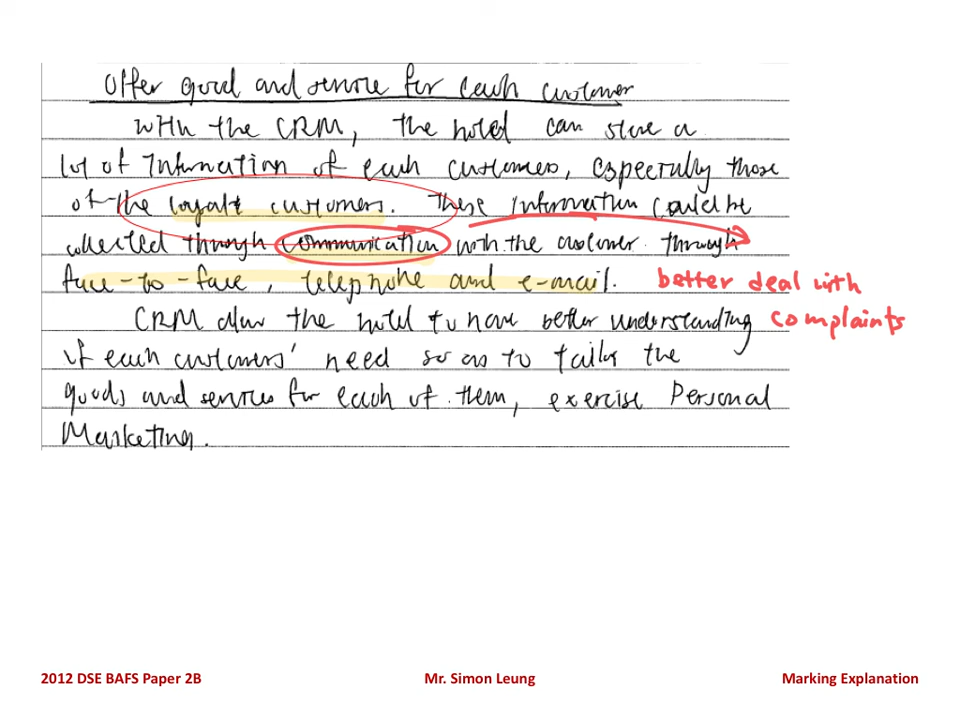 Offer good and service for each customer
With the CRM, the hotel can store a
lot of information of each customers, especially those
of the loyalt customers. These information could be
collected through communication with the customer through
face-to-face, telephone and e-mail. better deal with
CRM allow the hotel to have better understanding complaints
of each customers' need so as to tailor the
goods and services for each of them, exercise Personal
Marketing.
2012 DSE BAFS Paper 2B Mr. Simon Leung Marking Explanation